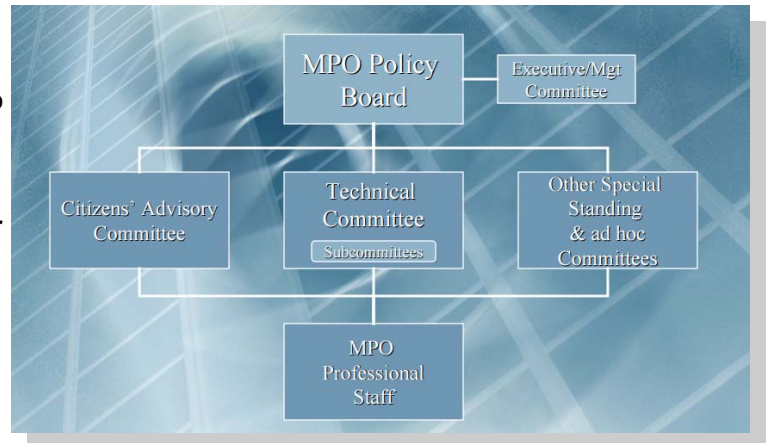 MPO Policy
Board
Executive/Mgt
Committee
Citizens' Advisory
Committee
Technical
Committee
Subcommittees
Other Special
Standing
& ad hoc
Committees
MPO
Professional
Staff